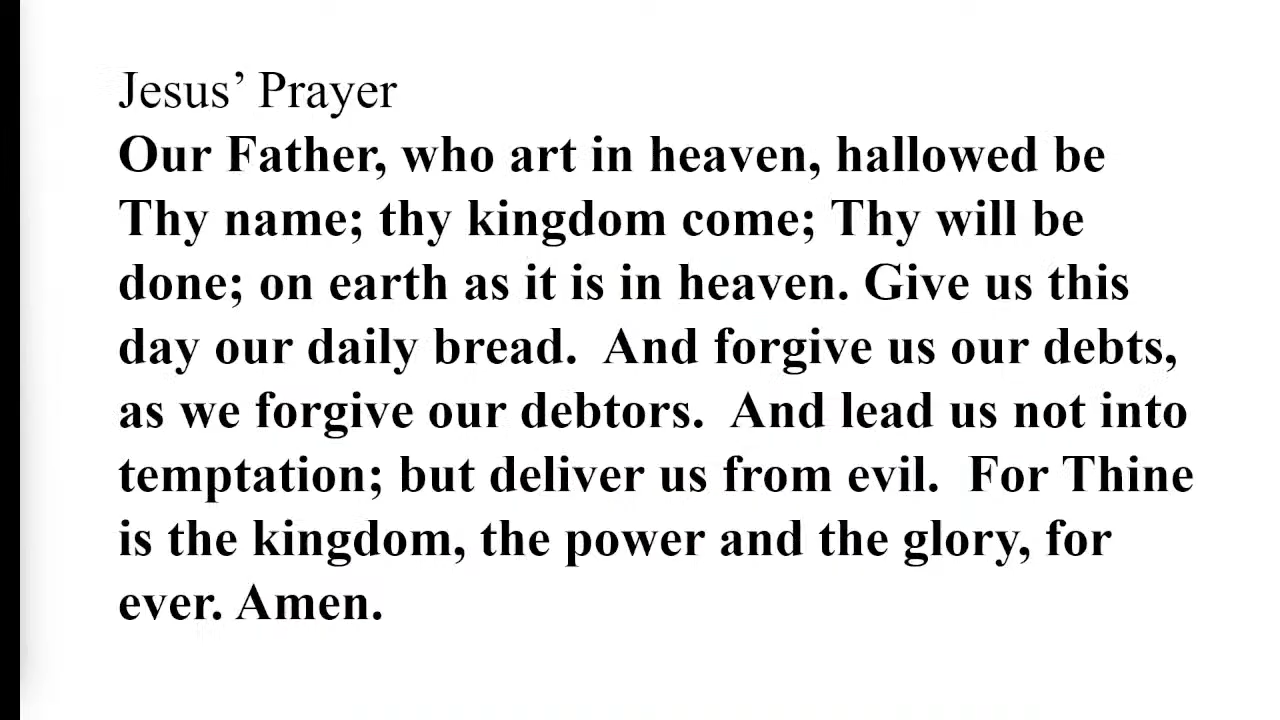 Jesus’ Prayer
Our Father, who art in heaven, hallowed be
Thy name; thy kingdom come; Thy will be
done; on earth as it is in heaven. Give us this
day our daily bread.  And forgive us our debts,
as we forgive our debtors.  And lead us not into
temptation; but deliver us from evil.  For Thine
is the kingdom, the power and the glory, for
ever. Amen.